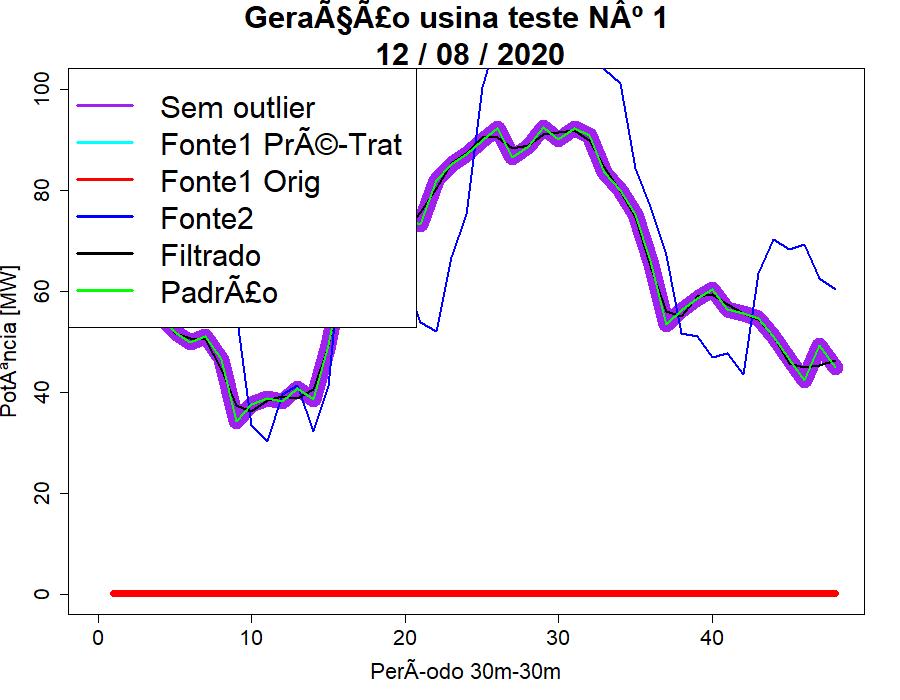 GeraÃ§Ã£o usina teste NÂº 1
12 / 08 / 2020
Sem outlier
Fonte1 PrÃ©-Trat
Fonte1 Orig
Fonte2
Filtrado
PadrÃ£o
PotÃªncia [MW]
100
80
60
40
20
0
0 10 20 30 40
PerÃ­-odo 30m-30m